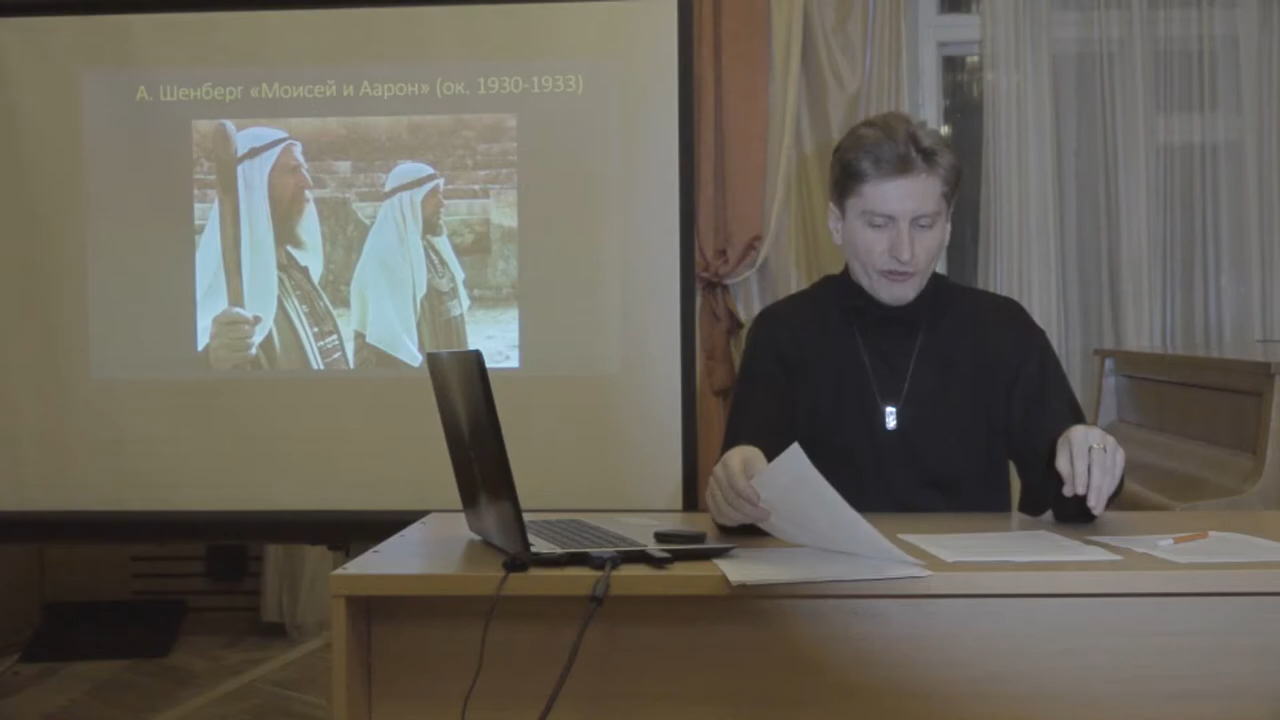 А. Шенберг «Моисей и Аарон» (ок. 1930-1933)